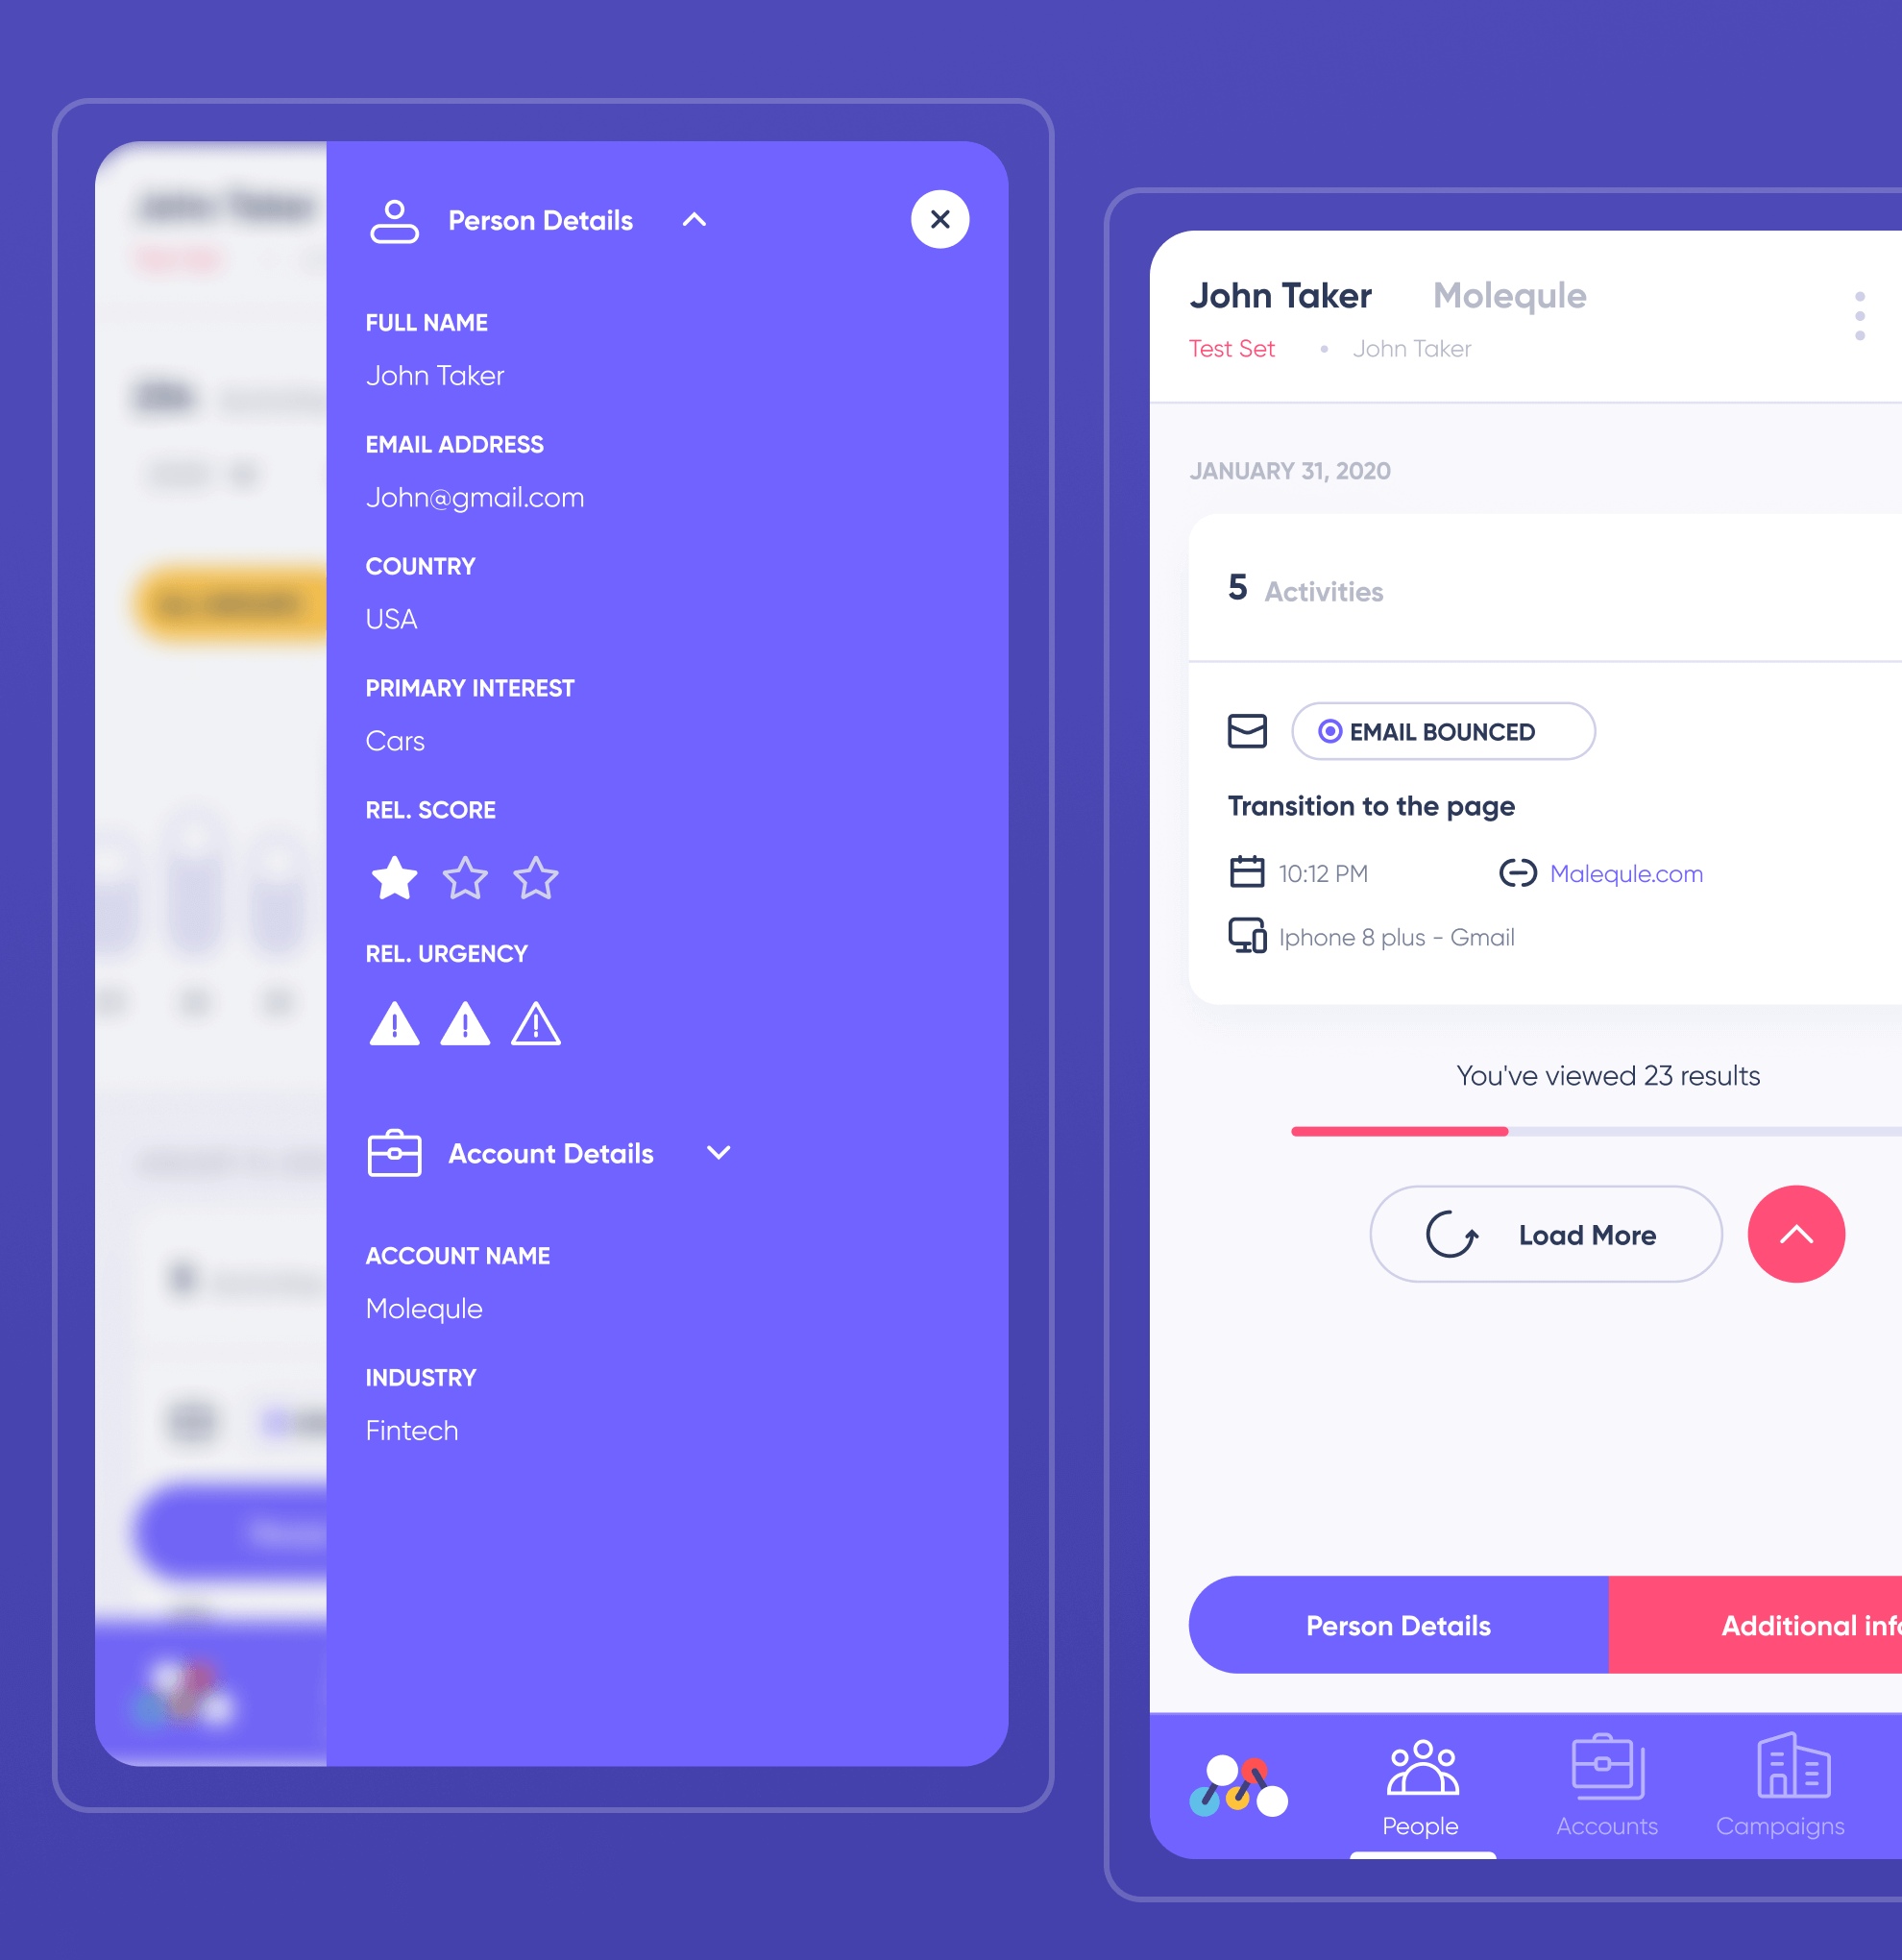 Person Details
FULL NAME
John Taker
EMAIL ADDRESS
John@gmail.com
COUNTRY
USA
PRIMARY INTEREST
Cars
REL. SCORE
REL. URGENCY
Account Details
ACCOUNT NAME
Molequle
INDUSTRY
Fintech
John Taker Molequle
Test Set • John Taker
JANUARY 31, 2020
5 Activities
EMAIL BOUNCED
Transition to the page
10:12 PM Malequle.com
Iphone 8 plus - Gmail
You've viewed 23 results
Load More
Person Details Additional info
People Accounts Campaigns